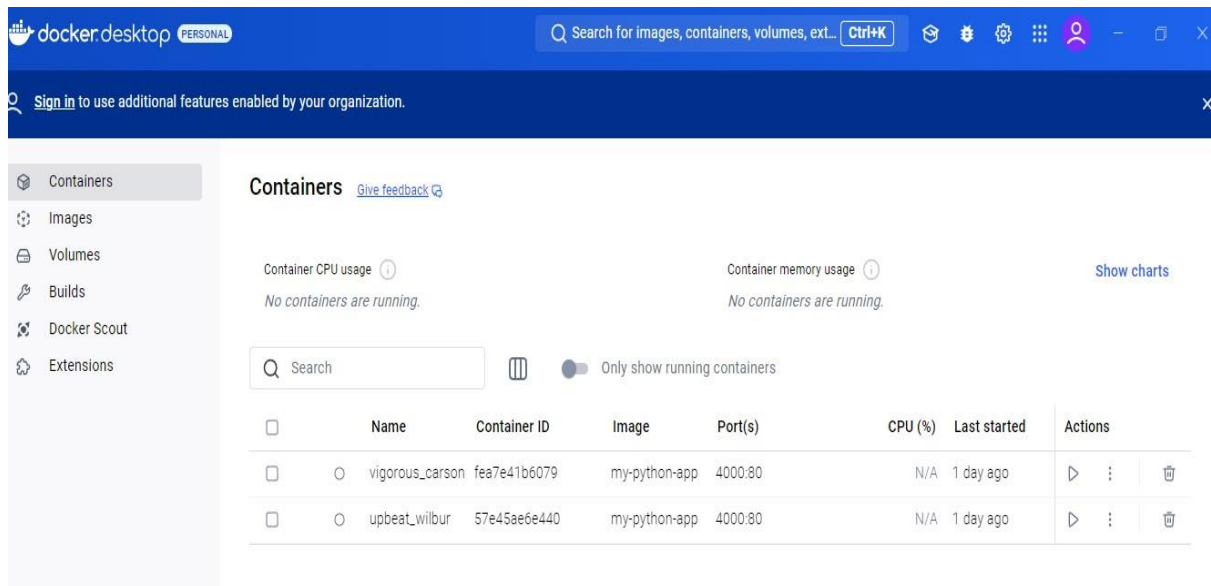 docker.desktop PERSONAL Search for images, containers, volumes, ext... Ctrl+K
Sign in to use additional features enabled by your organization.
Containers
Images
Volumes
Builds
Docker Scout
Extensions
Containers Give feedback
Container CPU usage
No containers are running.
Container memory usage
No containers are running.
Show charts
Search
Only show running containers
Name Container ID Image Port(s) CPU (%) Last started Actions
vigorous_carson fea7e41b6079 my-python-app 4000:80 N/A 1 day ago
upbeat_wilbur 57e45ae6e440 my-python-app 4000:80 N/A 1 day ago